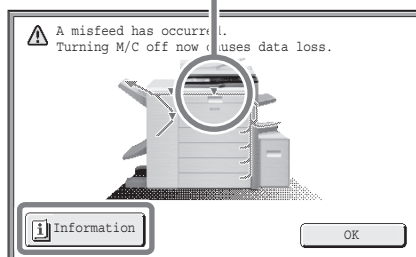 A misfeed has occurred.
Turning M/C off now causes data loss.
Information
OK